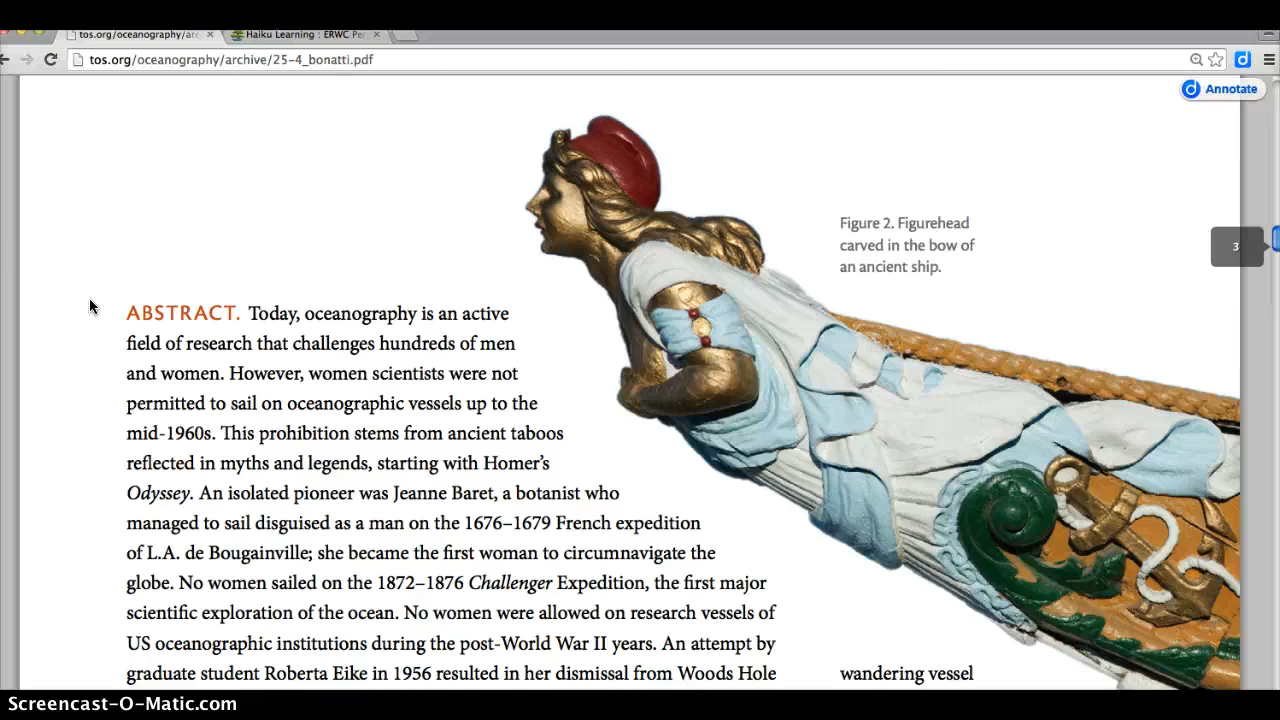 tos.org/oceanography/arc
Haiku Learning : ERWC Pe
tos.org/oceanography/archive/25-4_bonatti.pdf
Annotate
Figure 2. Figurehead
carved in the bow of
an ancient ship.
3
ABSTRACT. Today, oceanography is an active
field of research that challenges hundreds of men
and women. However, women scientists were not
permitted to sail on oceanographic vessels up to the
mid-1960s. This prohibition stems from ancient taboos
reflected in myths and legends, starting with Homer's
Odyssey. An isolated pioneer was Jeanne Baret, a botanist who
managed to sail disguised as a man on the 1676–1679 French expedition
of L.A. de Bougainville; she became the first woman to circumnavigate the
globe. No women sailed on the 1872–1876 Challenger Expedition, the first major
scientific exploration of the ocean. No women were allowed on research vessels of
US oceanographic institutions during the post-World War II years. An attempt by
graduate student Roberta Eike in 1956 resulted in her dismissal from Woods Hole
wandering vessel
Screencast-O-Matic.com